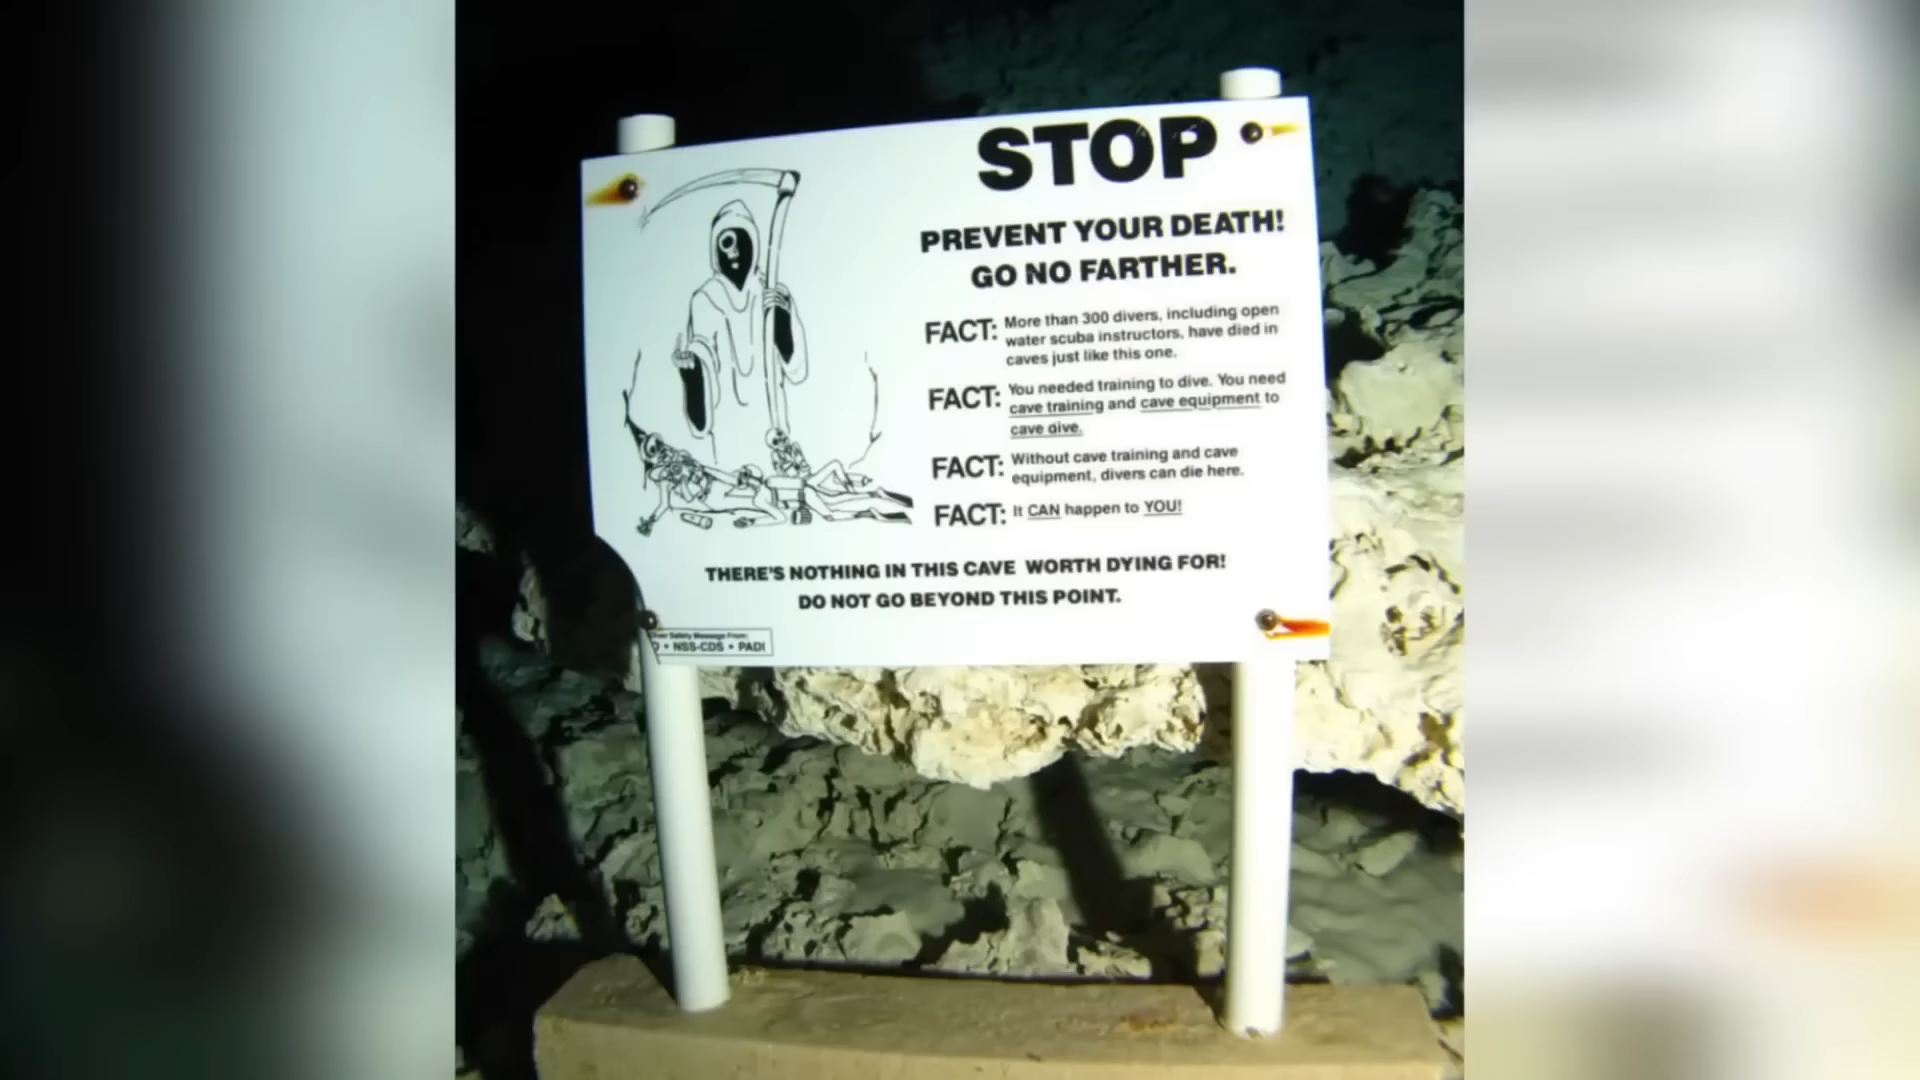 STOP
PREVENT YOUR DEATH!
GO NO FARTHER.
FACT: More than 300 divers, including open
water scuba instructors, have died in
caves just like this one.
FACT: You needed training to dive. You need
cave training and cave equipment to
cave dive.
FACT: Without cave training and cave
equipment, divers can die here.
FACT: It CAN happen to YOU!
THERE'S NOTHING IN THIS CAVE WORTH DYING FOR!
DO NOT GO BEYOND THIS POINT.
Safety Message From:
• NSS-CDS • PADI